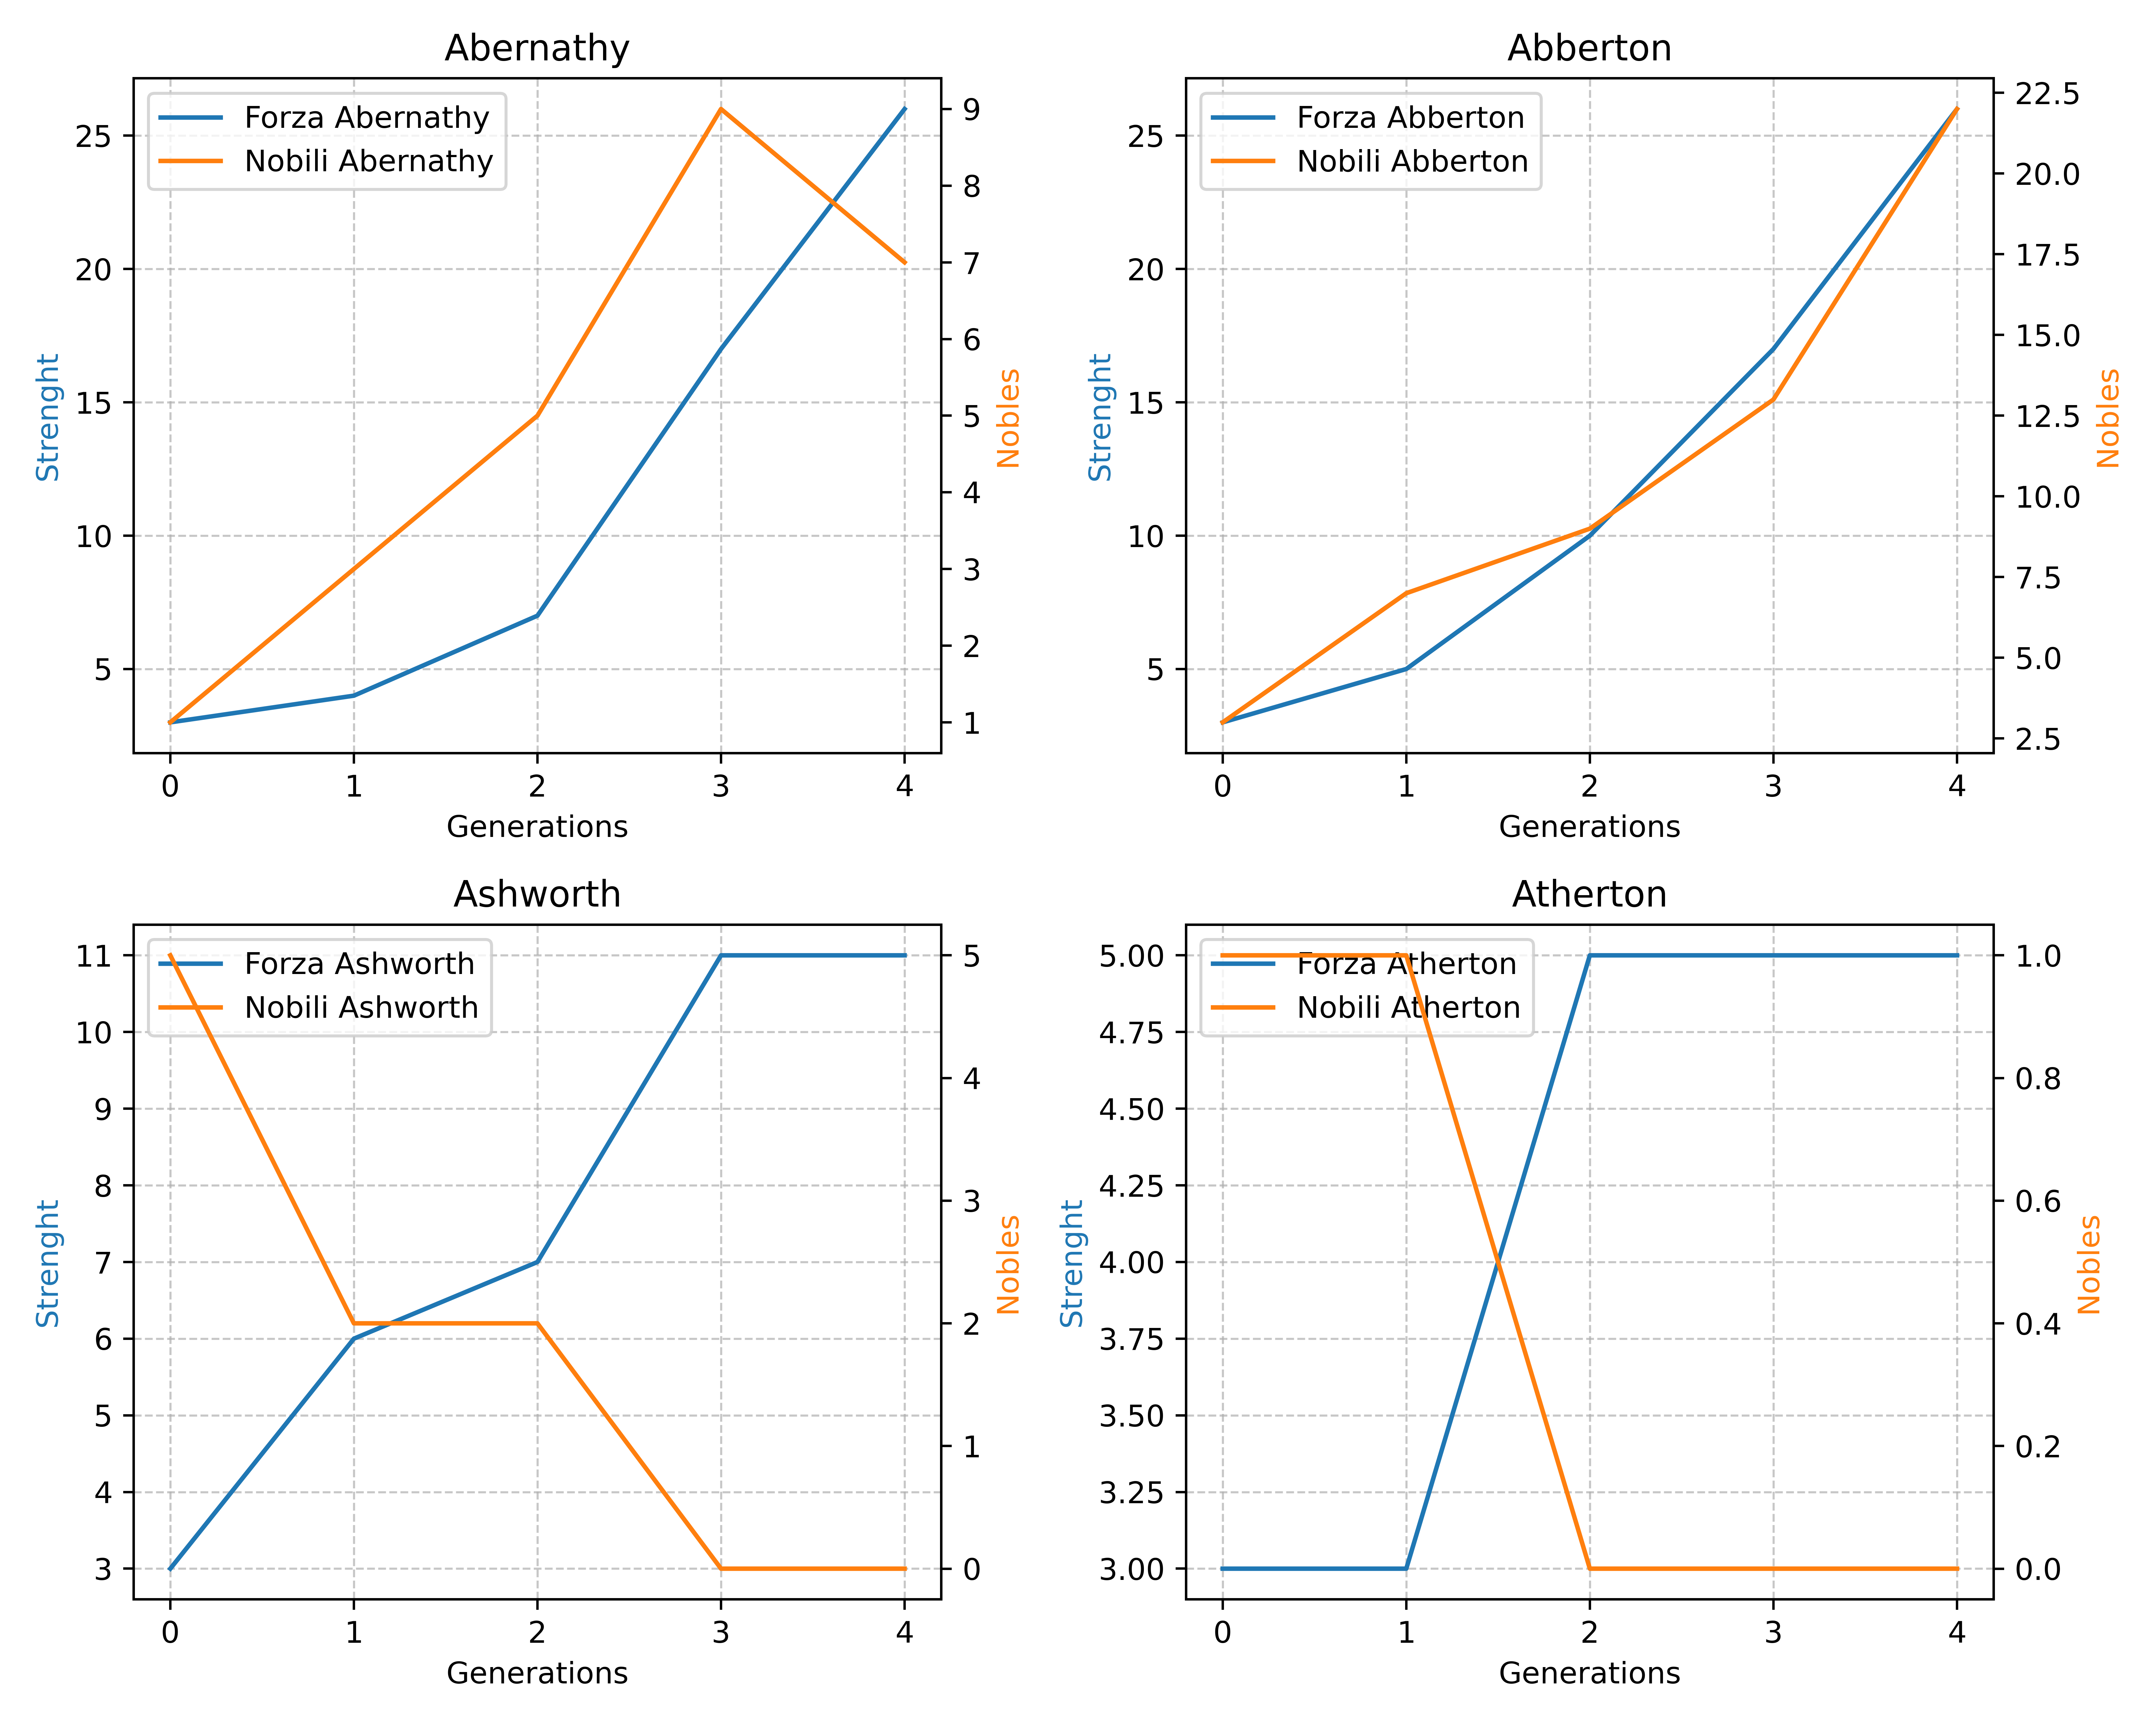 Abernathy
Forza Abernathy
Nobili Abernathy
25
20
15
10
5
9
8
7
6
5
4
3
2
1
Strenght
Nobles
0 1 2 3 4
Generations
Abberton
Forza Abberton
Nobili Abberton
25
20
15
10
5
22.5
20.0
17.5
15.0
12.5
10.0
7.5
5.0
2.5
Strenght
Nobles
0 1 2 3 4
Generations
Ashworth
Forza Ashworth
Nobili Ashworth
11
10
9
8
7
6
5
4
3
5
4
3
2
1
0
Strenght
Nobles
0 1 2 3 4
Generations
Atherton
Forza Atherton
Nobili Atherton
5.00
4.75
4.50
4.25
4.00
3.75
3.50
3.25
3.00
1.0
0.8
0.6
0.4
0.2
0.0
Strenght
Nobles
0 1 2 3 4
Generations